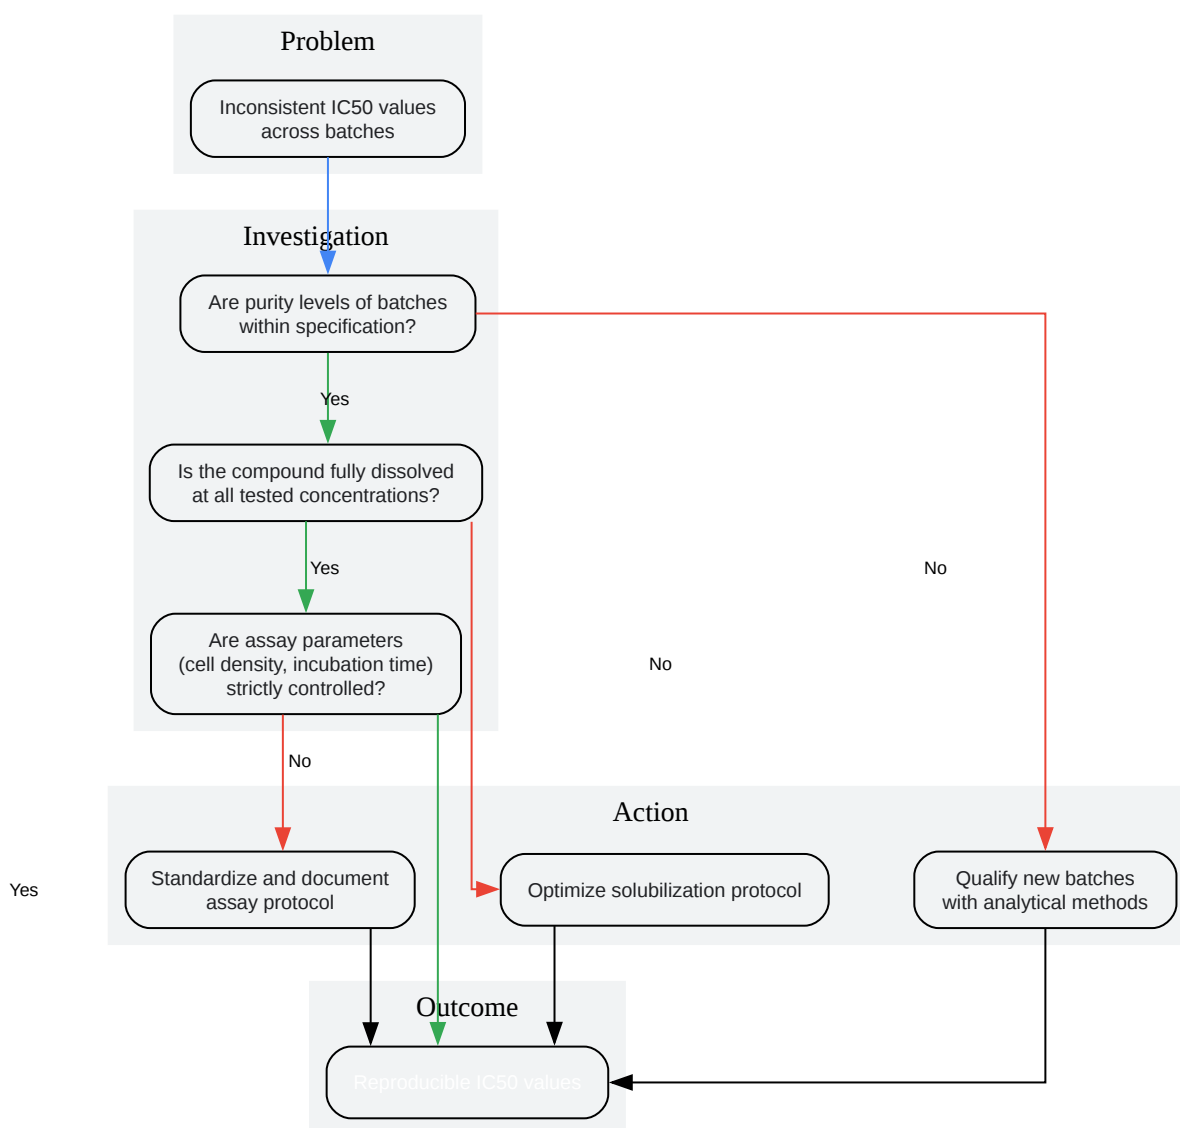 Problem
Inconsistent IC50 values
across batches
Investigation
Are purity levels of batches
within specification?
Yes
Is the compound fully dissolved
at all tested concentrations?
Yes
No
Are assay parameters
(cell density, incubation time)
strictly controlled?
No
No
Action
Yes
Standardize and document
assay protocol
Optimize solubilization protocol
Qualify new batches
with analytical methods
Outcome
Reproducible IC50 values